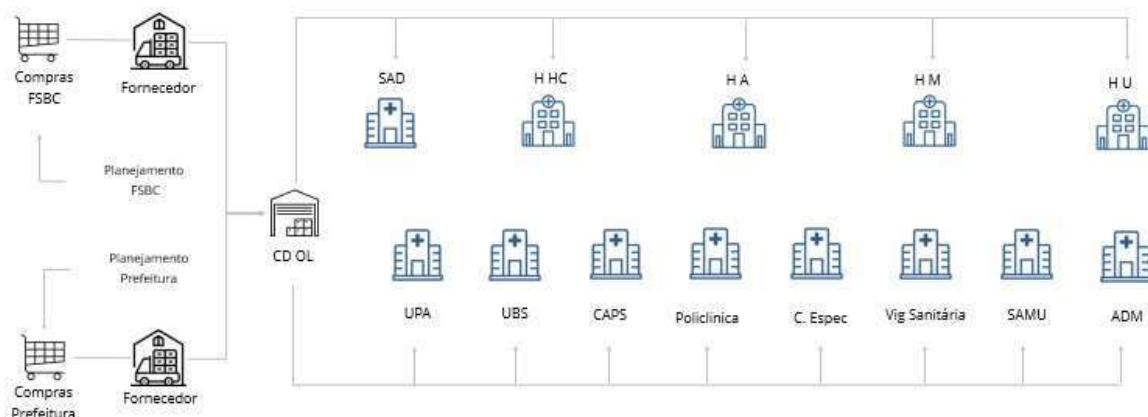 Compras
FSBC
Fornecedor
SAD
H HC
H A
H M
H U
Planejamento
FSBC
CD OL
Planejamento
Prefeitura
UPA
UBS
CAPS
Policlinica
C. Espec
Vig Sanitária
SAMU
ADM
Compras
Prefeitura
Fornecedor